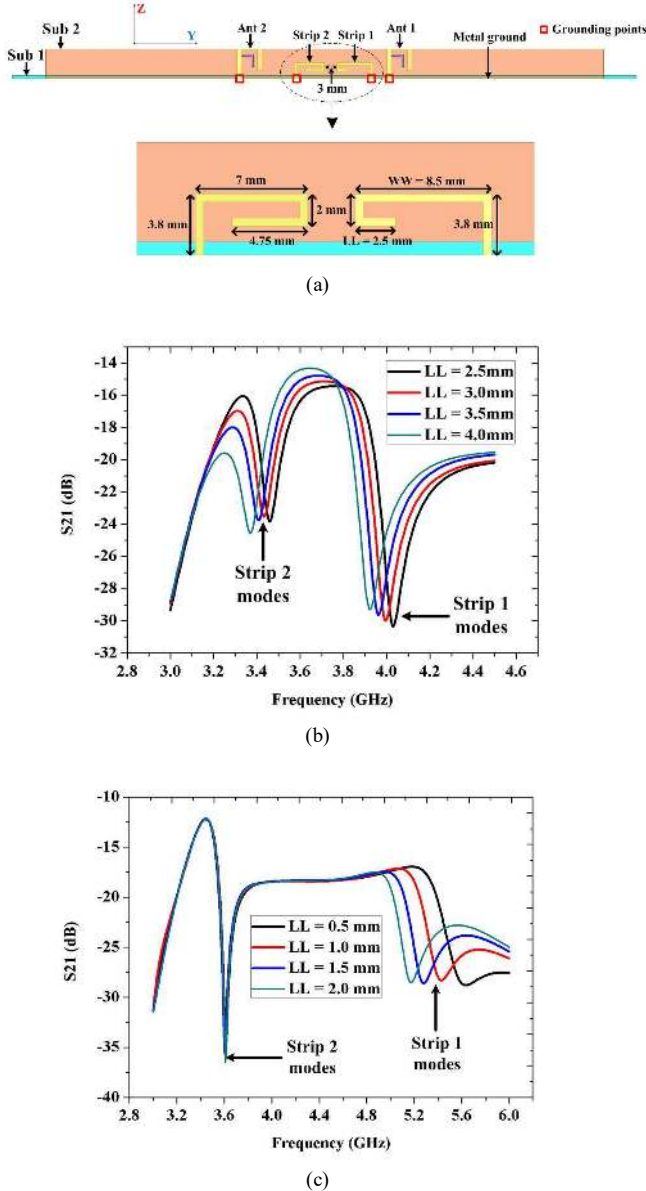 Sub 2
Z
Y
Ant 2
Strip 2
Strip 1
Ant 1
Metal ground
Grounding points
Sub 1
3 mm
7 mm
WW = 8.5 mm
3.8 mm
2 mm
3.8 mm
4.75 mm
LL = 2.5 mm
(a)
-14
-16
-18
-20
-22
-24
-26
-28
-30
-32
S21 (dB)
LL = 2.5mm
LL = 3.0mm
LL = 3.5mm
LL = 4.0mm
Strip 2
modes
Strip 1
modes
2.8 3.0 3.2 3.4 3.6 3.8 4.0 4.2 4.4 4.6
Frequency (GHz)
(b)
-10
-15
-20
-25
-30
-35
-40
S21 (dB)
LL = 0.5 mm
LL = 1.0 mm
LL = 1.5 mm
LL = 2.0 mm
Strip 2
modes
Strip 1
modes
2.8 3.2 3.6 4.0 4.4 4.8 5.2 5.6 6.0
Frequency (GHz)
(c)